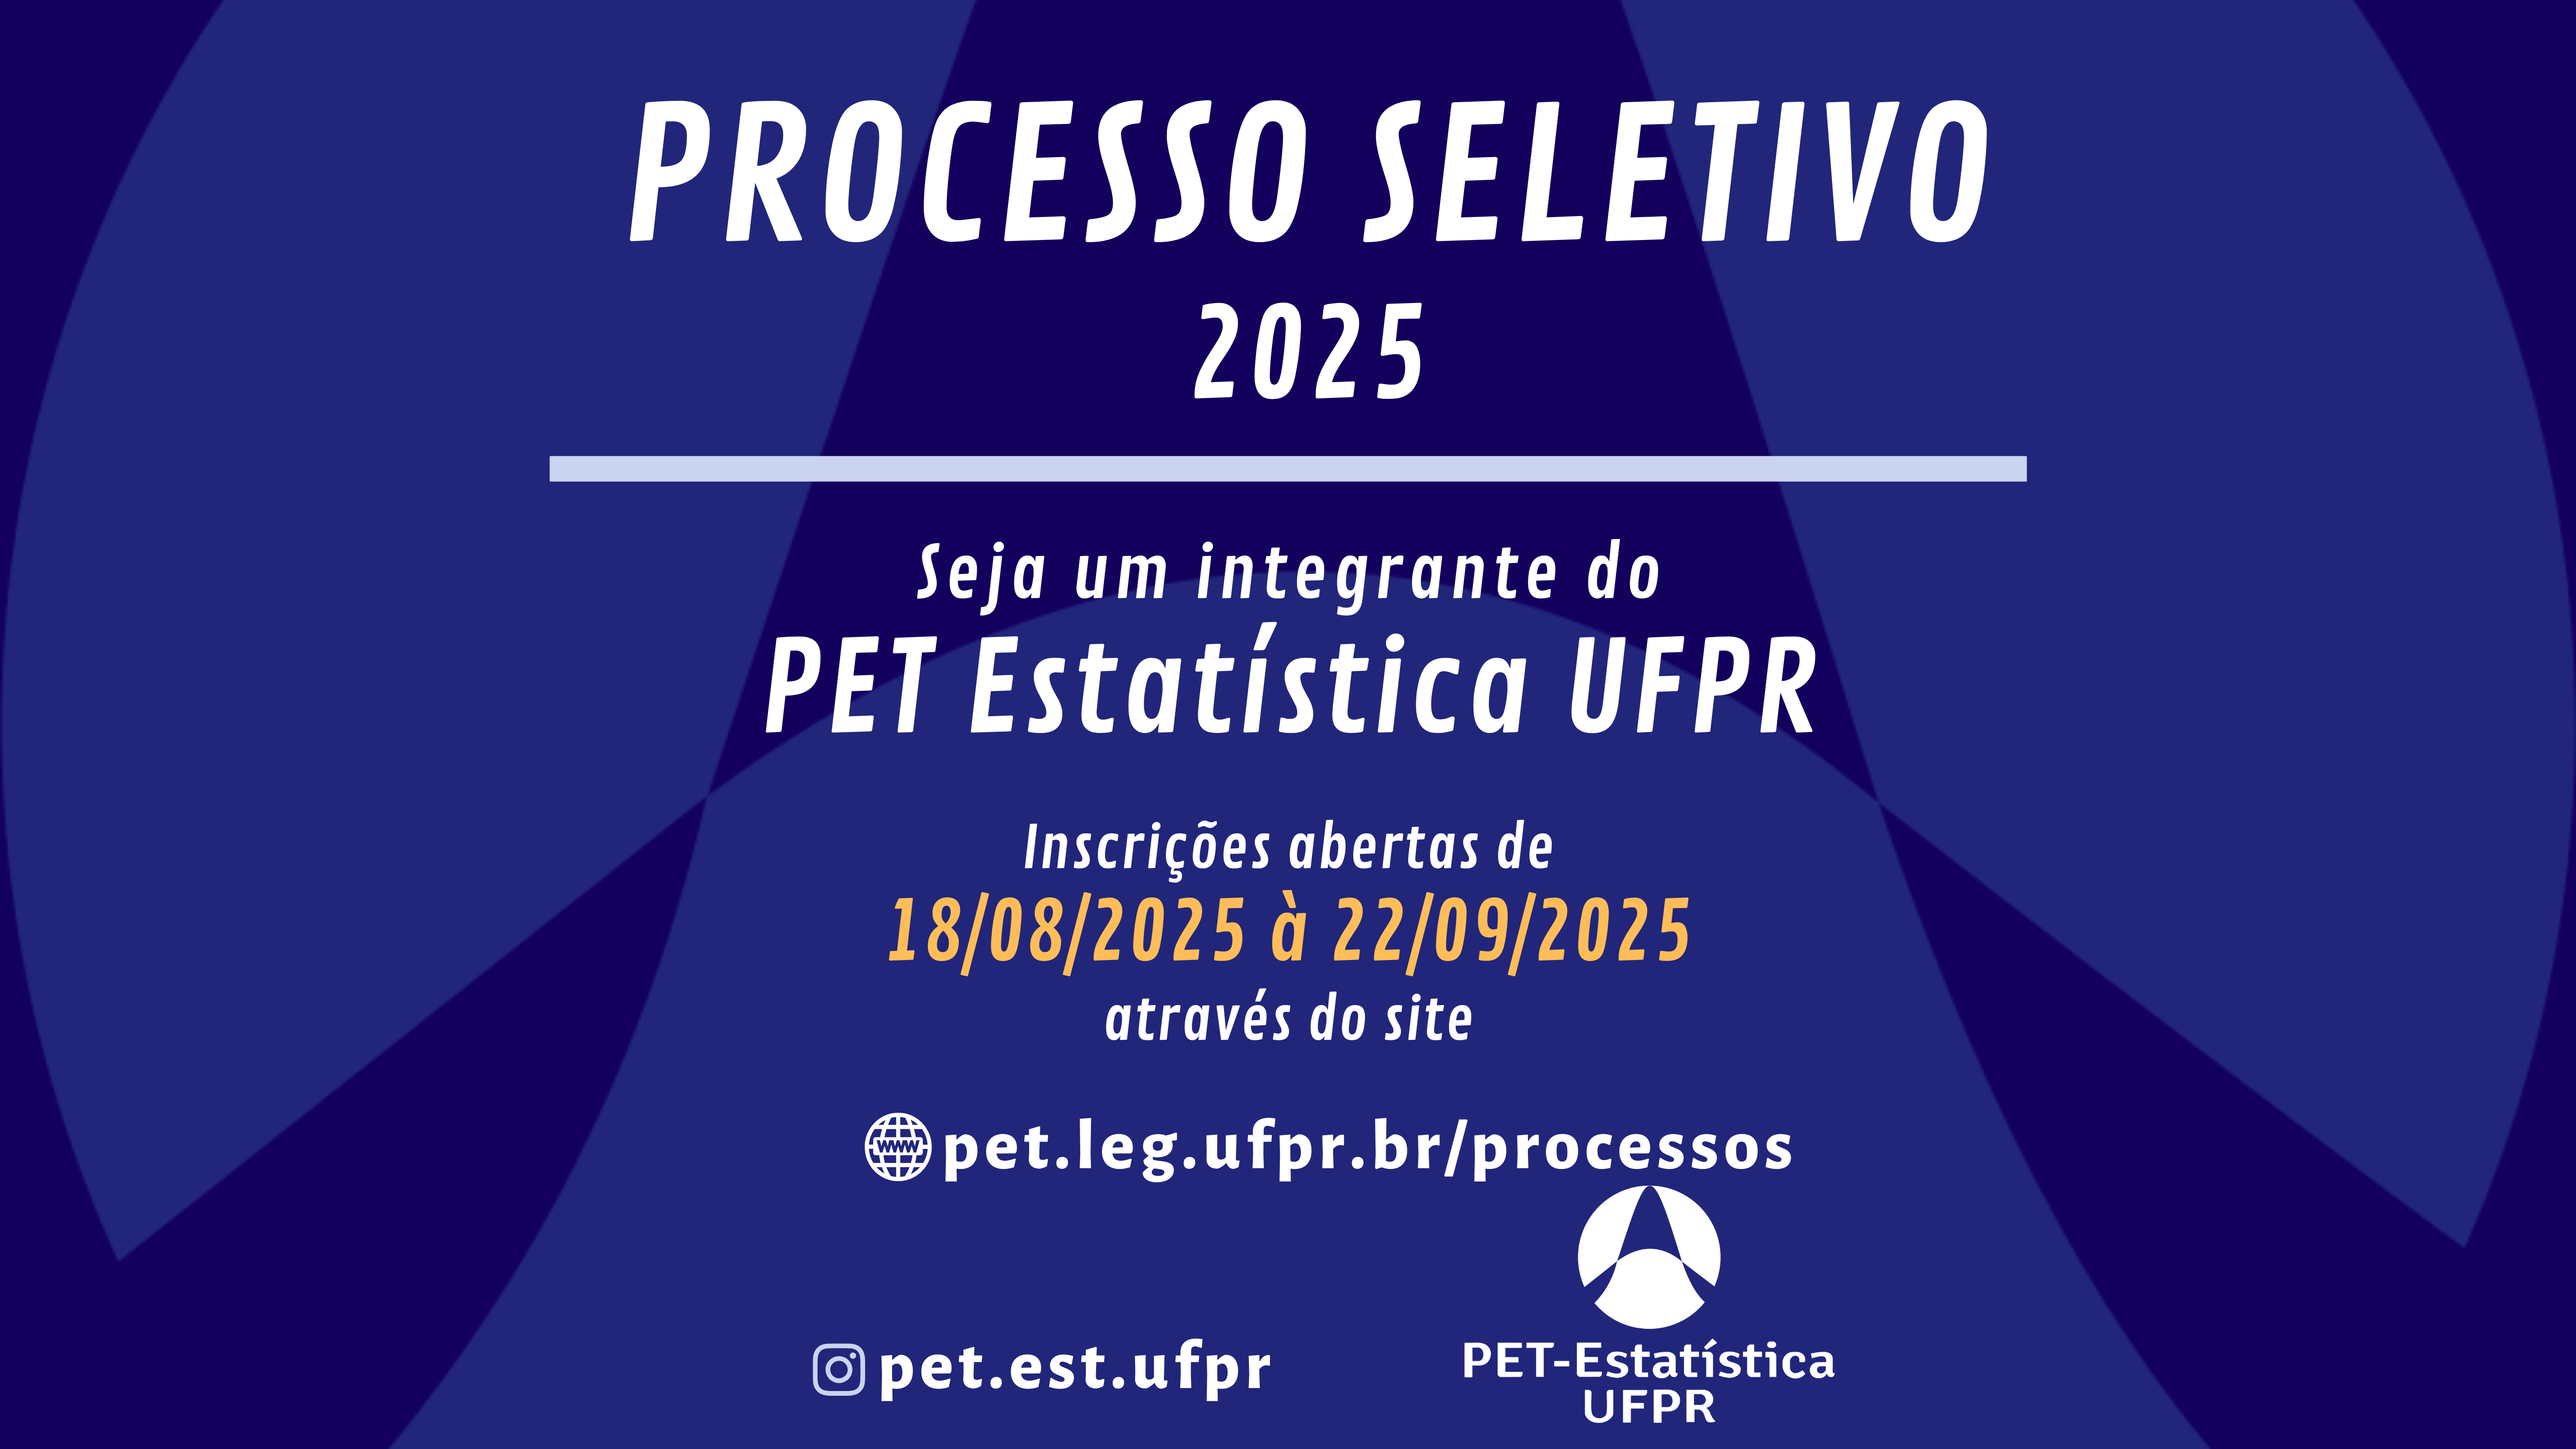 PROCESSO SELETIVO
2025
Seja um integrante do
PET Estatística UFPR
Inscrições abertas de
18/08/2025 à 22/09/2025
através do site
www pet.leg.ufpr.br/processos
pet.est.ufpr
PET-Estatística
UFPR